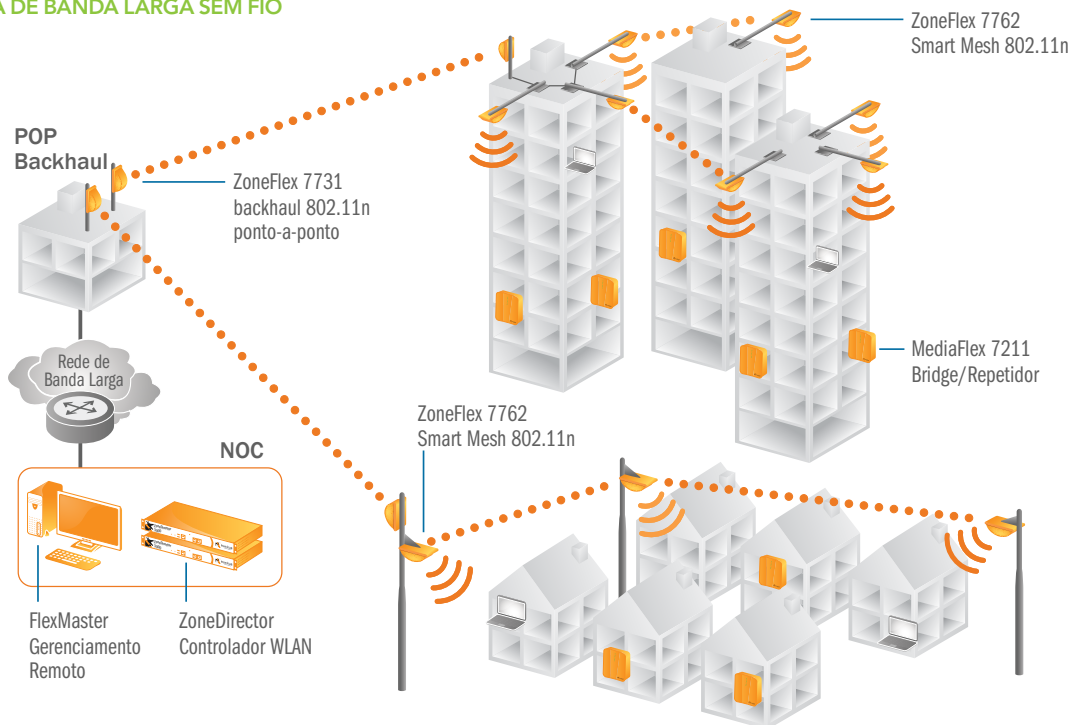 A DE BANDA LARGA SEM FIO
ZoneFlex 7762
Smart Mesh 802.11n
POP
Backhaul
ZoneFlex 7731
backhaul 802.11n
ponto-a-ponto
Rede de
Banda Larga
MediaFlex 7211
Bridge/Repetidor
ZoneFlex 7762
Smart Mesh 802.11n
NOC
FlexMaster
Gerenciamento
Remoto
ZoneDirector
Controlador WLAN